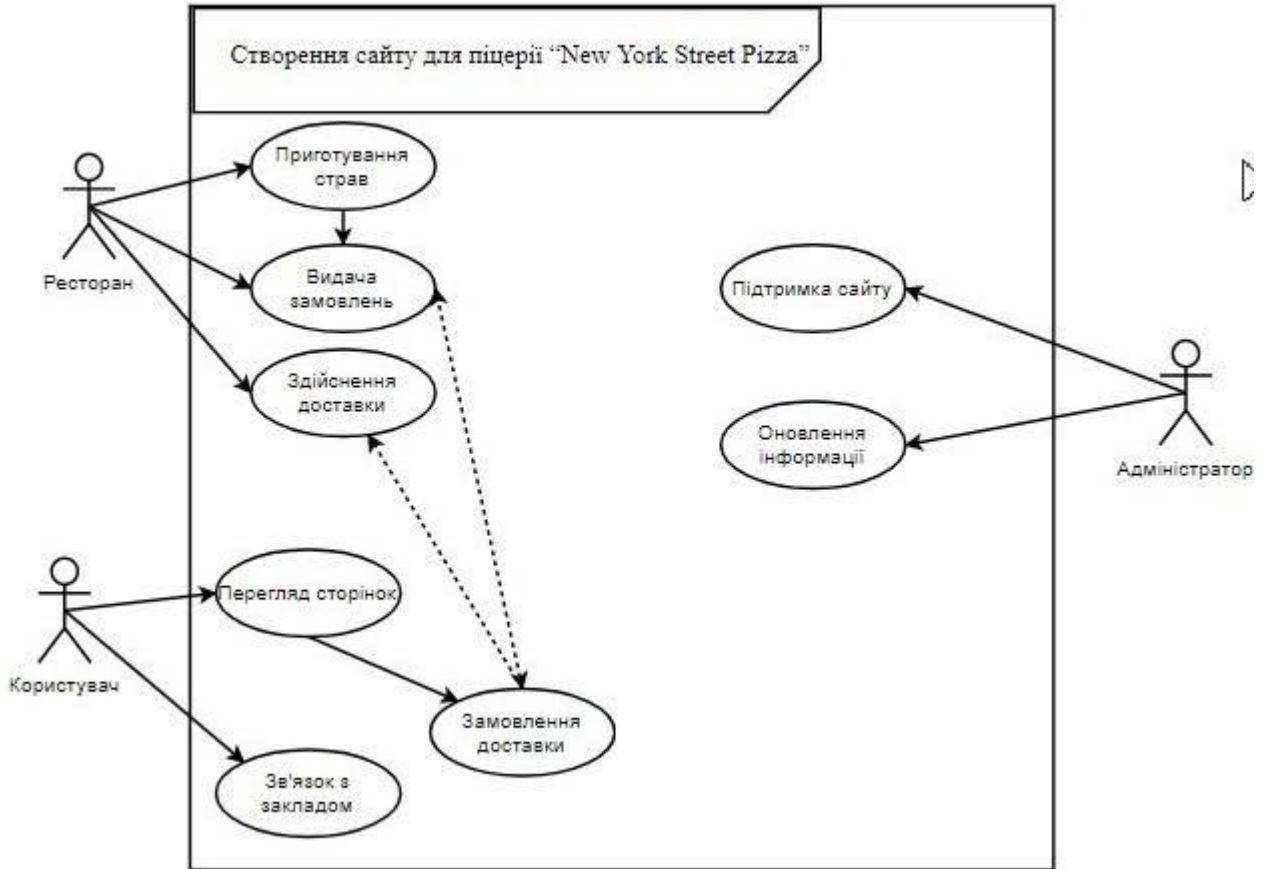 Створення сайту для піцерії “New York Street Pizza”
Приготування
страв
Ресторан
Видача
замовлень
Підтримка сайту
Здійснення
доставки
Оновлення
інформації
Адміністратор
Перегляд сторінок
Користувач
Замовлення
доставки
Зв'язок з
закладом